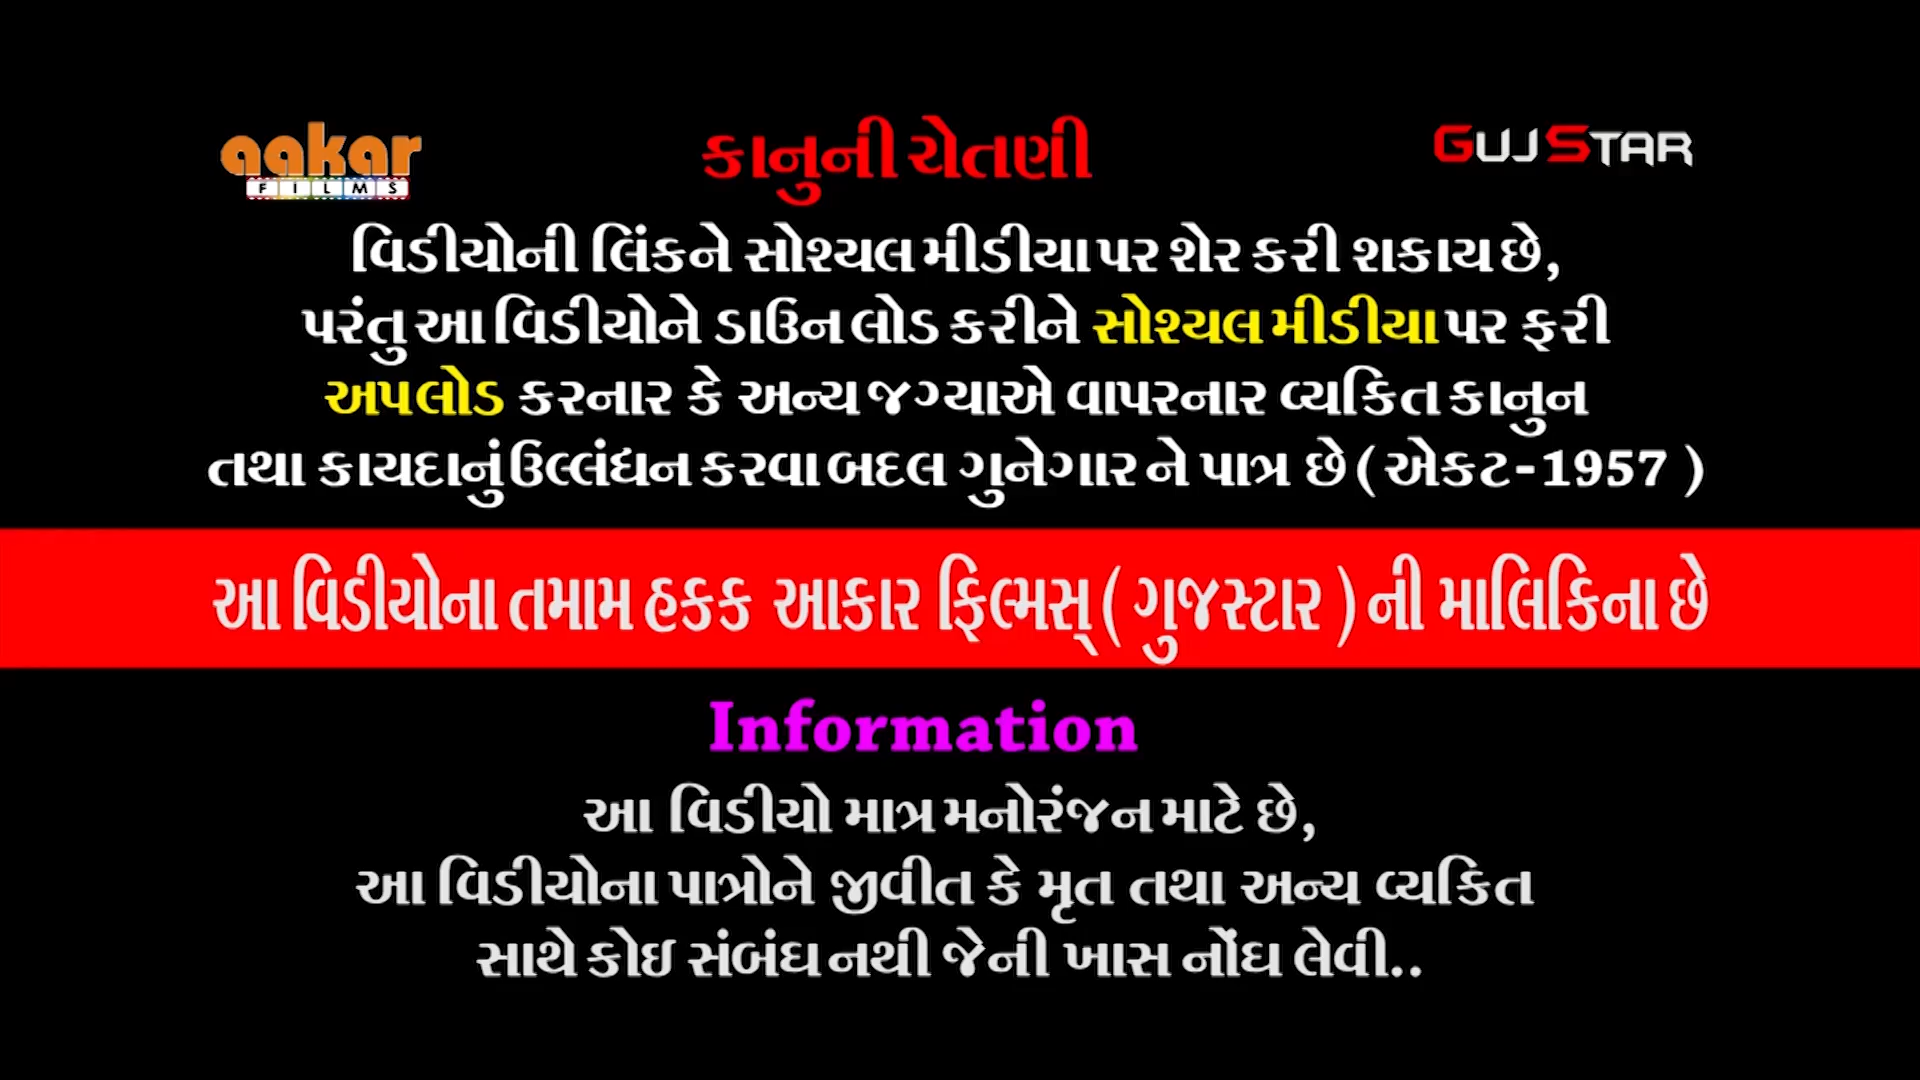 aakar
FILMS
કાનુની ચેતણી
GUJSTAR
વિડીયોની લિંકને સોશ્યલ મીડીયા પર શેર કરી શકાય છે,
પરંતુ આ વિડીયોને ડાઉન લોડ કરીને સોશ્યલ મીડીયા પર ફરી
અપલોડ કરનાર કે અન્ય જગ્યાએ વાપરનાર વ્યકિત કાનુન
તથા કાયદાનું ઉલ્લંઘન કરવા બદલ ગુનેગાર ને પાત્ર છે ( એકટ-1957 )
આ વિડીયોના તમામ હકક આકાર ફિલ્મસ્ ( ગુજસ્ટાર ) ની માલિકિના છે
Information
આ વિડીયો માત્ર મનોરંજન માટે છે,
આ વિડીયોના પાત્રોને જીવીત કે મૃત તથા અન્ય વ્યકિત
સાથે કોઇ સંબંઘ નથી જેની ખાસ નોંઘ લેવી..